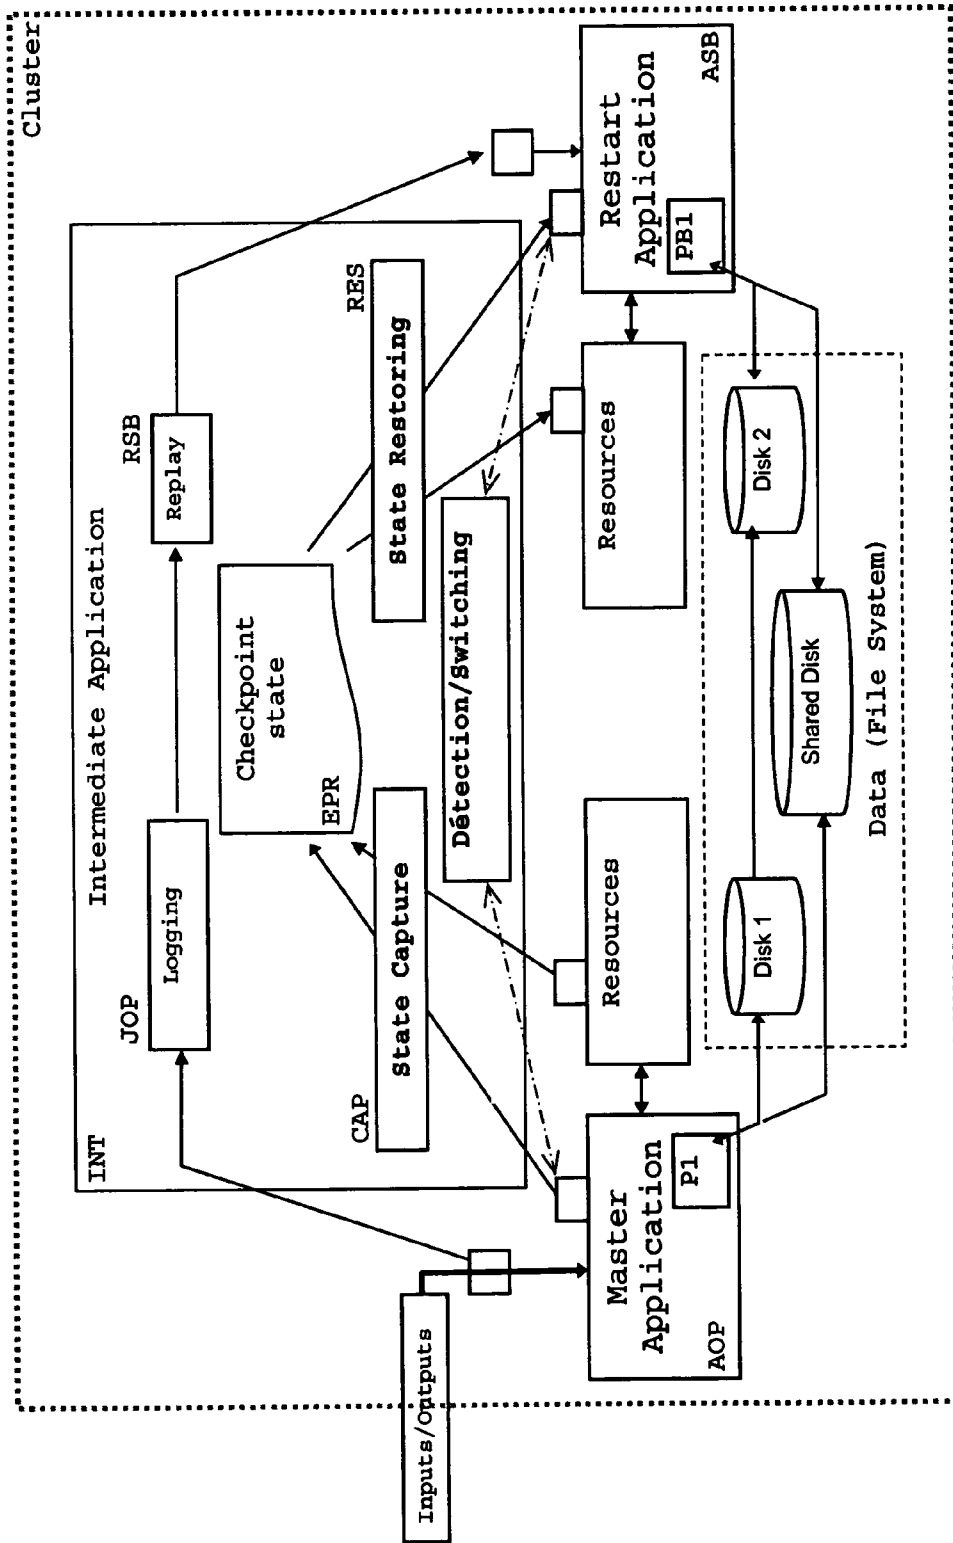 Cluster
Intermediate Application
INT
JOP
Logging
RSB
Replay
Checkpoint
state
EPR
CAP
State Capture
RES
State Restoring
Détection/Switching
Inputs/Outputs
Master
Application
P1
AOP
Resources
Resources
Restart
Application
PB1
ASB
Disk 1
Disk 2
Shared Disk
Data (File System)